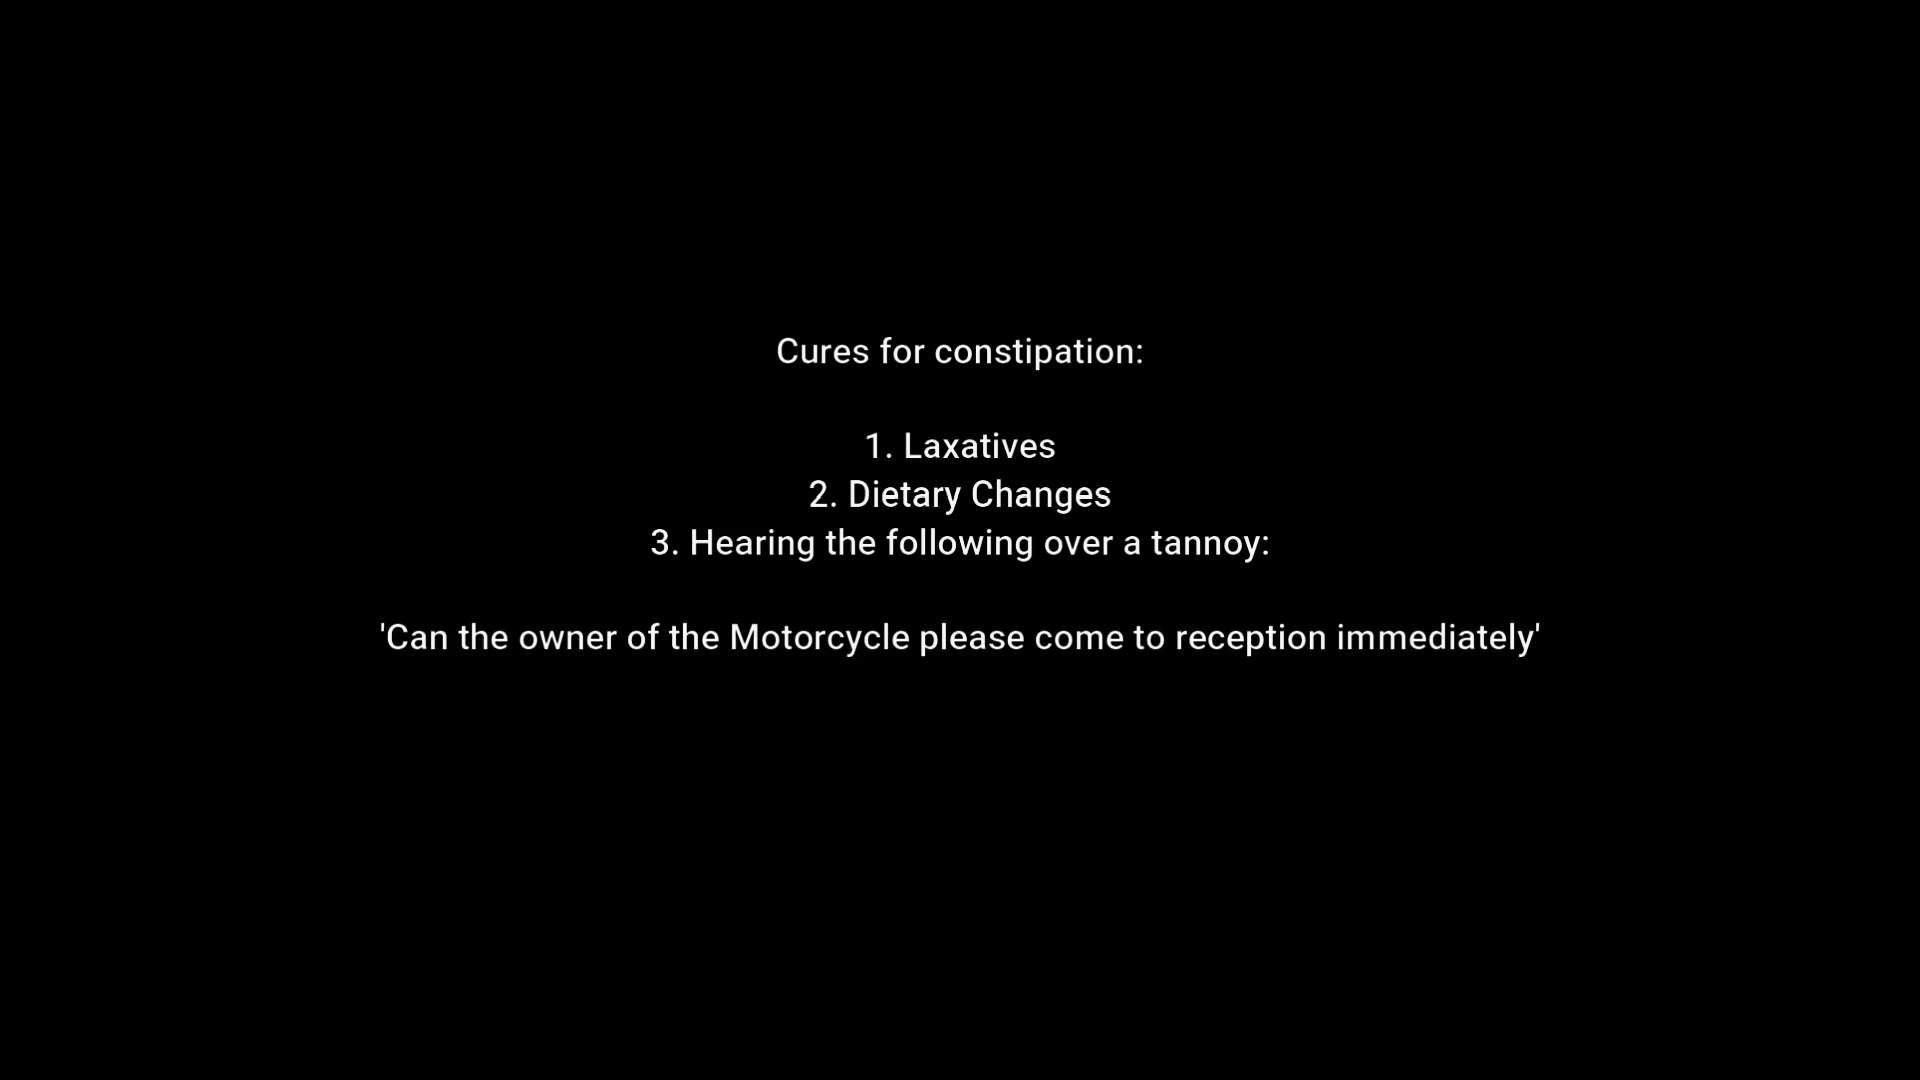 Cures for constipation:
1. Laxatives
2. Dietary Changes
3. Hearing the following over a tannoy:
'Can the owner of the Motorcycle please come to reception immediately'